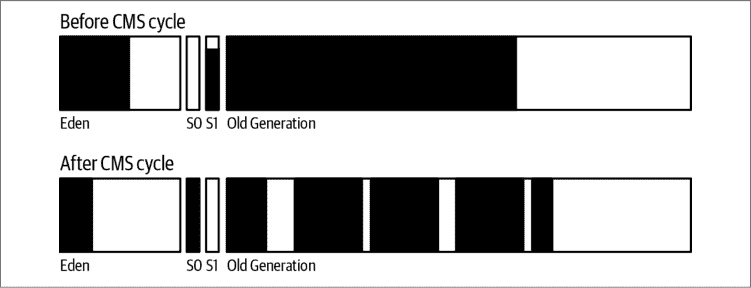 Before CMS cycle
Eden S0 S1 Old Generation
After CMS cycle
Eden S0 S1 Old Generation